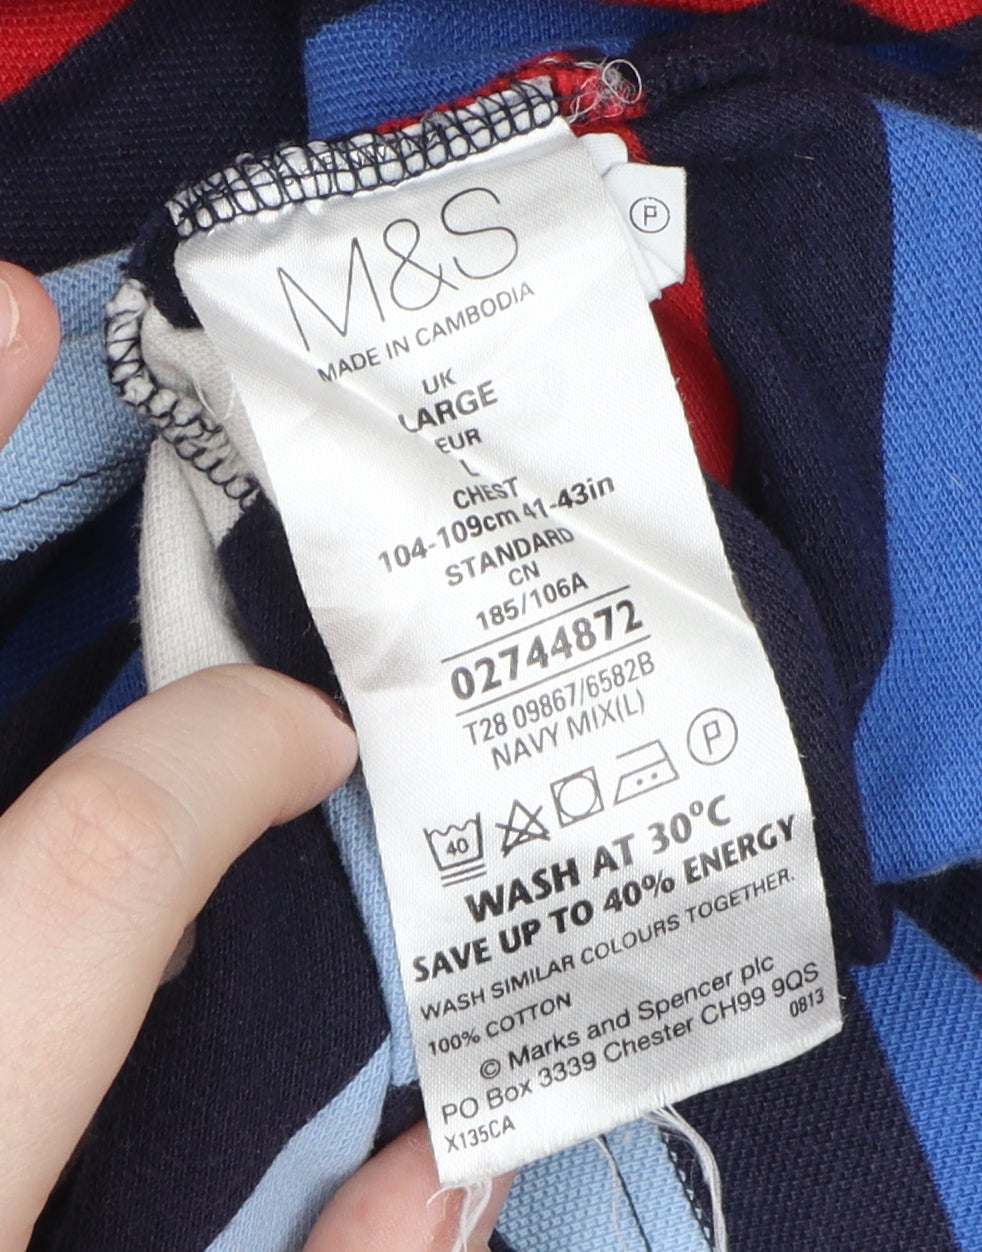 M&S
MADE IN CAMBODIA
UK
LARGE
EUR
L
CHEST
104-109cm 41-43in
STANDARD
CN
185/106A
02744872
T28 09867/6582B
NAVY MIX(L)
P
40
P
WASH AT 30°C
SAVE UP TO 40% ENERGY
WASH SIMILAR COLOURS TOGETHER.
100% COTTON
© Marks and Spencer plc
PO Box 3339 Chester CH99 9QS
X135CA
0813